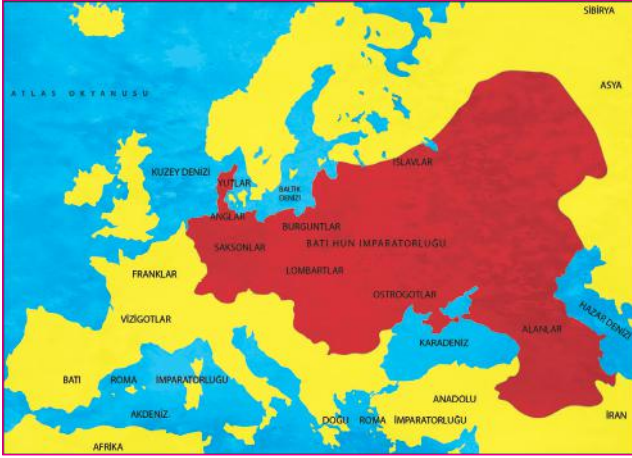 SİBİRYA
ASYA
ATLAS OKYANUSU
İSLAVLAR
KUZEY DENİZİ
YUTLAR
BALTIK
DENİZİ
ANGLAR
BURGUNTLAR
SAKSONLAR
BATI HUN İMPARATORLUĞU
FRANKLAR
LOMBARTLAR
OSTROGOTLAR
HAZAR DENİZİ
VİZİGOTLAR
ALANLAR
KARADENİZ
BATI ROMA İMPARATORLUĞU
ANADOLU
AKDENİZ
DOĞU ROMA İMPARATORLUĞU
İRAN
AFRİKA